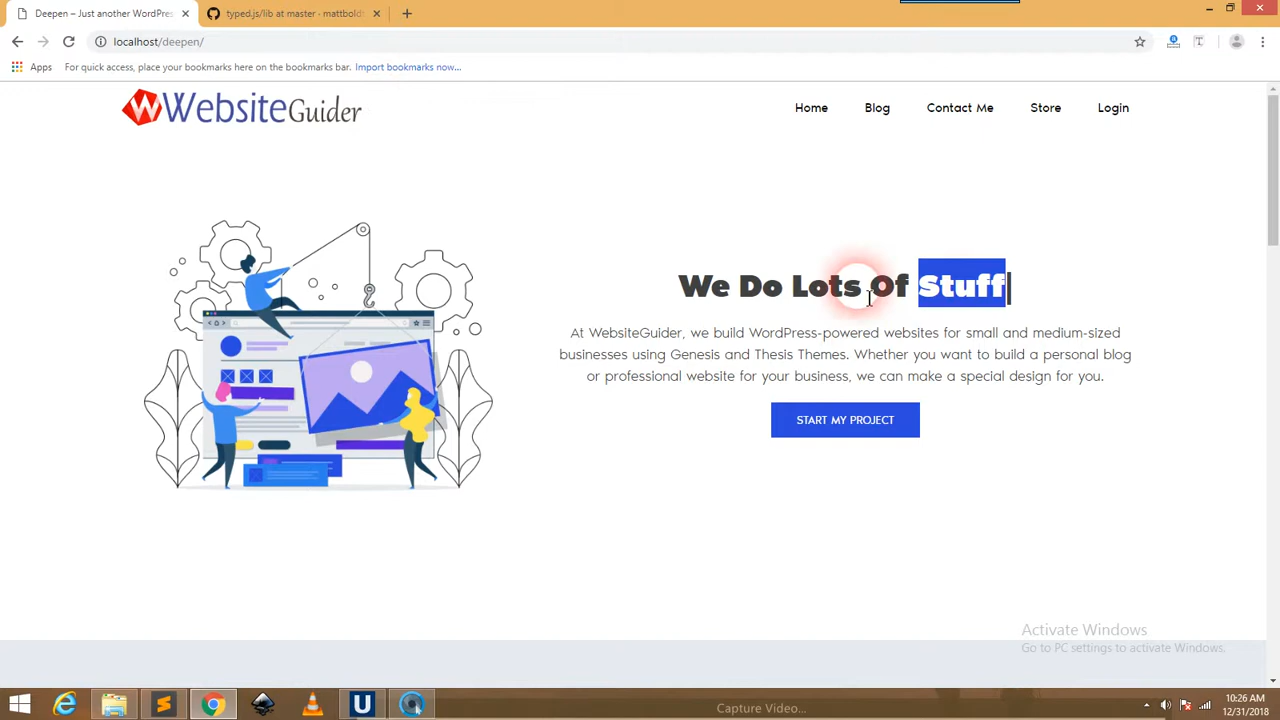 Deepen – Just another WordPres
typed.js/lib at master · mattbold
localhost/deepen/
Apps
For quick access, place your bookmarks here on the bookmarks bar. Import bookmarks now...
WebsiteGuider
Home Blog Contact Me Store Login
We Do Lots Of Stuff|
At WebsiteGuider, we build WordPress-powered websites for small and medium-sized
businesses using Genesis and Thesis Themes. Whether you want to build a personal blog
or professional website for your business, we can make a special design for you.
START MY PROJECT
Activate Windows
Go to PC settings to activate Windows.
Capture Video...
10:26 AM
12/31/2018